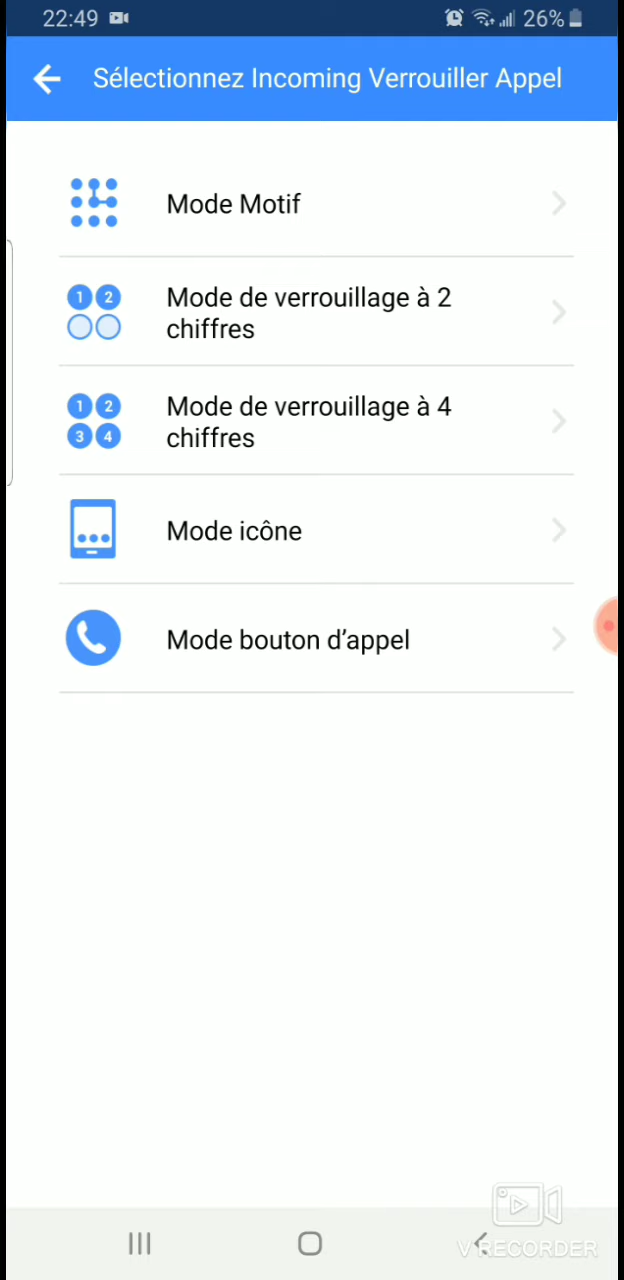 22:49 26%
Sélectionnez Incoming Verrouiller Appel
Mode Motif
1 2
Mode de verrouillage à 2
chiffres
1 2
3 4
Mode de verrouillage à 4
chiffres
Mode icône
Mode bouton d’appel
V RECORDER